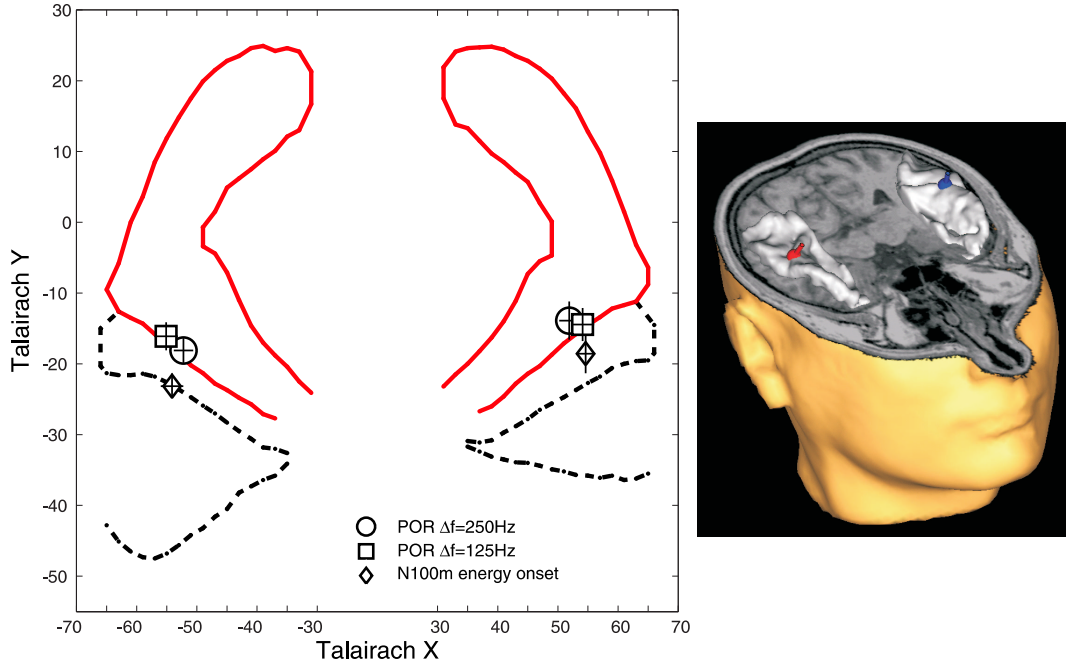 30
20
10
0
-10
-20
-30
-40
-50
Talairach Y
POR Δf=250Hz
POR Δf=125Hz
N100m energy onset
-70 -60 -50 -40 -30 30 40 50 60 70
Talairach X